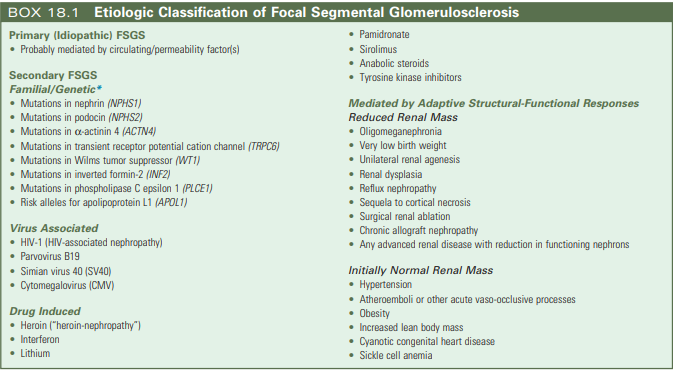 BOX 18.1 Etiologic Classification of Focal Segmental Glomerulosclerosis
Primary (Idiopathic) FSGS
• Probably mediated by circulating/permeability factor(s)
Secondary FSGS
Familial/Genetic*
• Mutations in nephrin (NPHS1)
• Mutations in podocin (NPHS2)
• Mutations in α-actinin 4 (ACTN4)
• Mutations in transient receptor potential cation channel (TRPC6)
• Mutations in Wilms tumor suppressor (WT1)
• Mutations in inverted formin-2 (INF2)
• Mutations in phospholipase C epsilon 1 (PLCE1)
• Risk alleles for apolipoprotein L1 (APOL1)
Virus Associated
• HIV-1 (HIV-associated nephropathy)
• Parvovirus B19
• Simian virus 40 (SV40)
• Cytomegalovirus (CMV)
Drug Induced
• Heroin (“heroin-nephropathy”)
• Interferon
• Lithium
• Pamidronate
• Sirolimus
• Anabolic steroids
• Tyrosine kinase inhibitors
Mediated by Adaptive Structural-Functional Responses
Reduced Renal Mass
• Oligomeganephronia
• Very low birth weight
• Unilateral renal agenesis
• Renal dysplasia
• Reflux nephropathy
• Sequela to cortical necrosis
• Surgical renal ablation
• Chronic allograft nephropathy
• Any advanced renal disease with reduction in functioning nephrons
Initially Normal Renal Mass
• Hypertension
• Atheroemboli or other acute vaso-occlusive processes
• Obesity
• Increased lean body mass
• Cyanotic congenital heart disease
• Sickle cell anemia